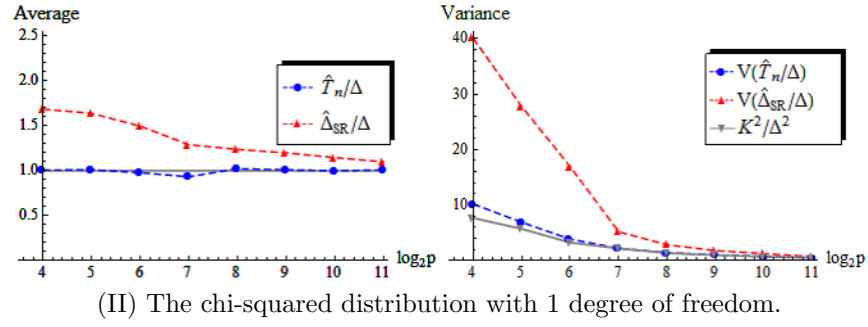 Average
2.5
2.0
1.5
1.0
0.5
4 5 6 7 8 9 10 11 log₂p
T̂ₙ/Δ
Δ̂_SR/Δ
Variance
40
30
20
10
4 5 6 7 8 9 10 11 log₂p
V(T̂ₙ/Δ)
V(Δ̂_SR/Δ)
K²/Δ²
(II) The chi-squared distribution with 1 degree of freedom.